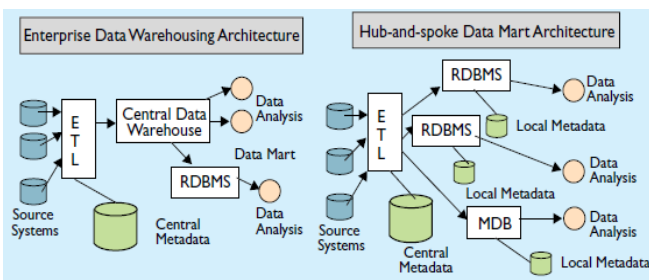 Enterprise Data Warehousing Architecture
E
T
L
Central Data
Warehouse
Data
Analysis
Data Mart
RDBMS
Data
Analysis
Source
Systems
Central
Metadata
Hub-and-spoke Data Mart Architecture
E
T
L
RDBMS
Data
Analysis
Local Metadata
RDBMS
Data
Analysis
Local Metadata
MDB
Data
Analysis
Local Metadata
Source
Systems
Central
Metadata